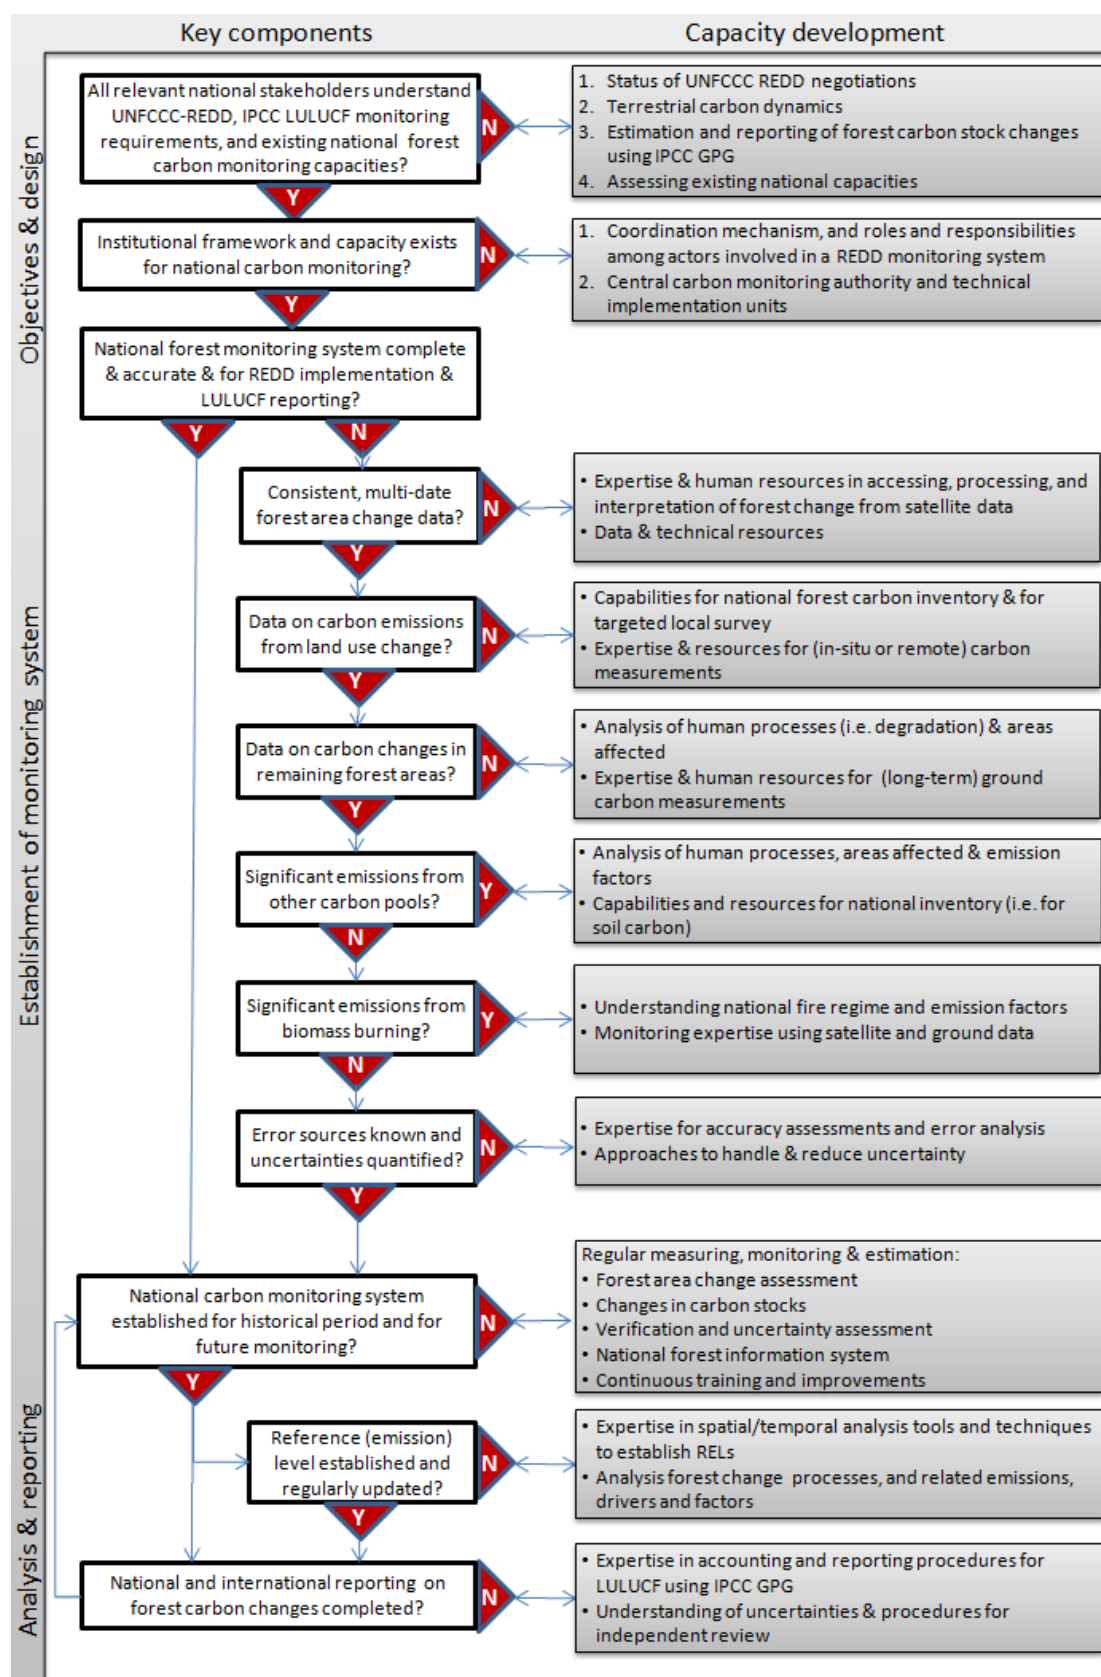 Key components
Capacity development
Objectives & design
All relevant national stakeholders understand
UNFCCC-REDD, IPCC LULUCF monitoring
requirements, and existing national forest
carbon monitoring capacities?
N
Y
1. Status of UNFCCC REDD negotiations
2. Terrestrial carbon dynamics
3. Estimation and reporting of forest carbon stock changes
using IPCC GPG
4. Assessing existing national capacities
Institutional framework and capacity exists
for national carbon monitoring?
N
Y
1. Coordination mechanism, and roles and responsibilities
among actors involved in a REDD monitoring system
2. Central carbon monitoring authority and technical
implementation units
National forest monitoring system complete
& accurate & for REDD implementation &
LULUCF reporting?
Y
N
Establishment of monitoring system
Consistent, multi-date
forest area change data?
N
Y
• Expertise & human resources in accessing, processing, and
interpretation of forest change from satellite data
• Data & technical resources
Data on carbon emissions
from land use change?
N
Y
• Capabilities for national forest carbon inventory & for
targeted local survey
• Expertise & resources for (in-situ or remote) carbon
measurements
Data on carbon changes in
remaining forest areas?
N
Y
• Analysis of human processes (i.e. degradation) & areas
affected
• Expertise & human resources for (long-term) ground
carbon measurements
Significant emissions from
other carbon pools?
Y
N
• Analysis of human processes, areas affected & emission
factors
• Capabilities and resources for national inventory (i.e. for
soil carbon)
Significant emissions from
biomass burning?
Y
N
• Understanding national fire regime and emission factors
• Monitoring expertise using satellite and ground data
Error sources known and
uncertainties quantified?
N
Y
• Expertise for accuracy assessments and error analysis
• Approaches to handle & reduce uncertainty
National carbon monitoring system
established for historical period and for
future monitoring?
N
Y
Regular measuring, monitoring & estimation:
• Forest area change assessment
• Changes in carbon stocks
• Verification and uncertainty assessment
• National forest information system
• Continuous training and improvements
Analysis & reporting
Reference (emission)
level established and
regularly updated?
N
Y
• Expertise in spatial/temporal analysis tools and techniques
to establish RELs
• Analysis forest change processes, and related emissions,
drivers and factors
National and international reporting on
forest carbon changes completed?
N
• Expertise in accounting and reporting procedures for
LULUCF using IPCC GPG
• Understanding of uncertainties & procedures for
independent review